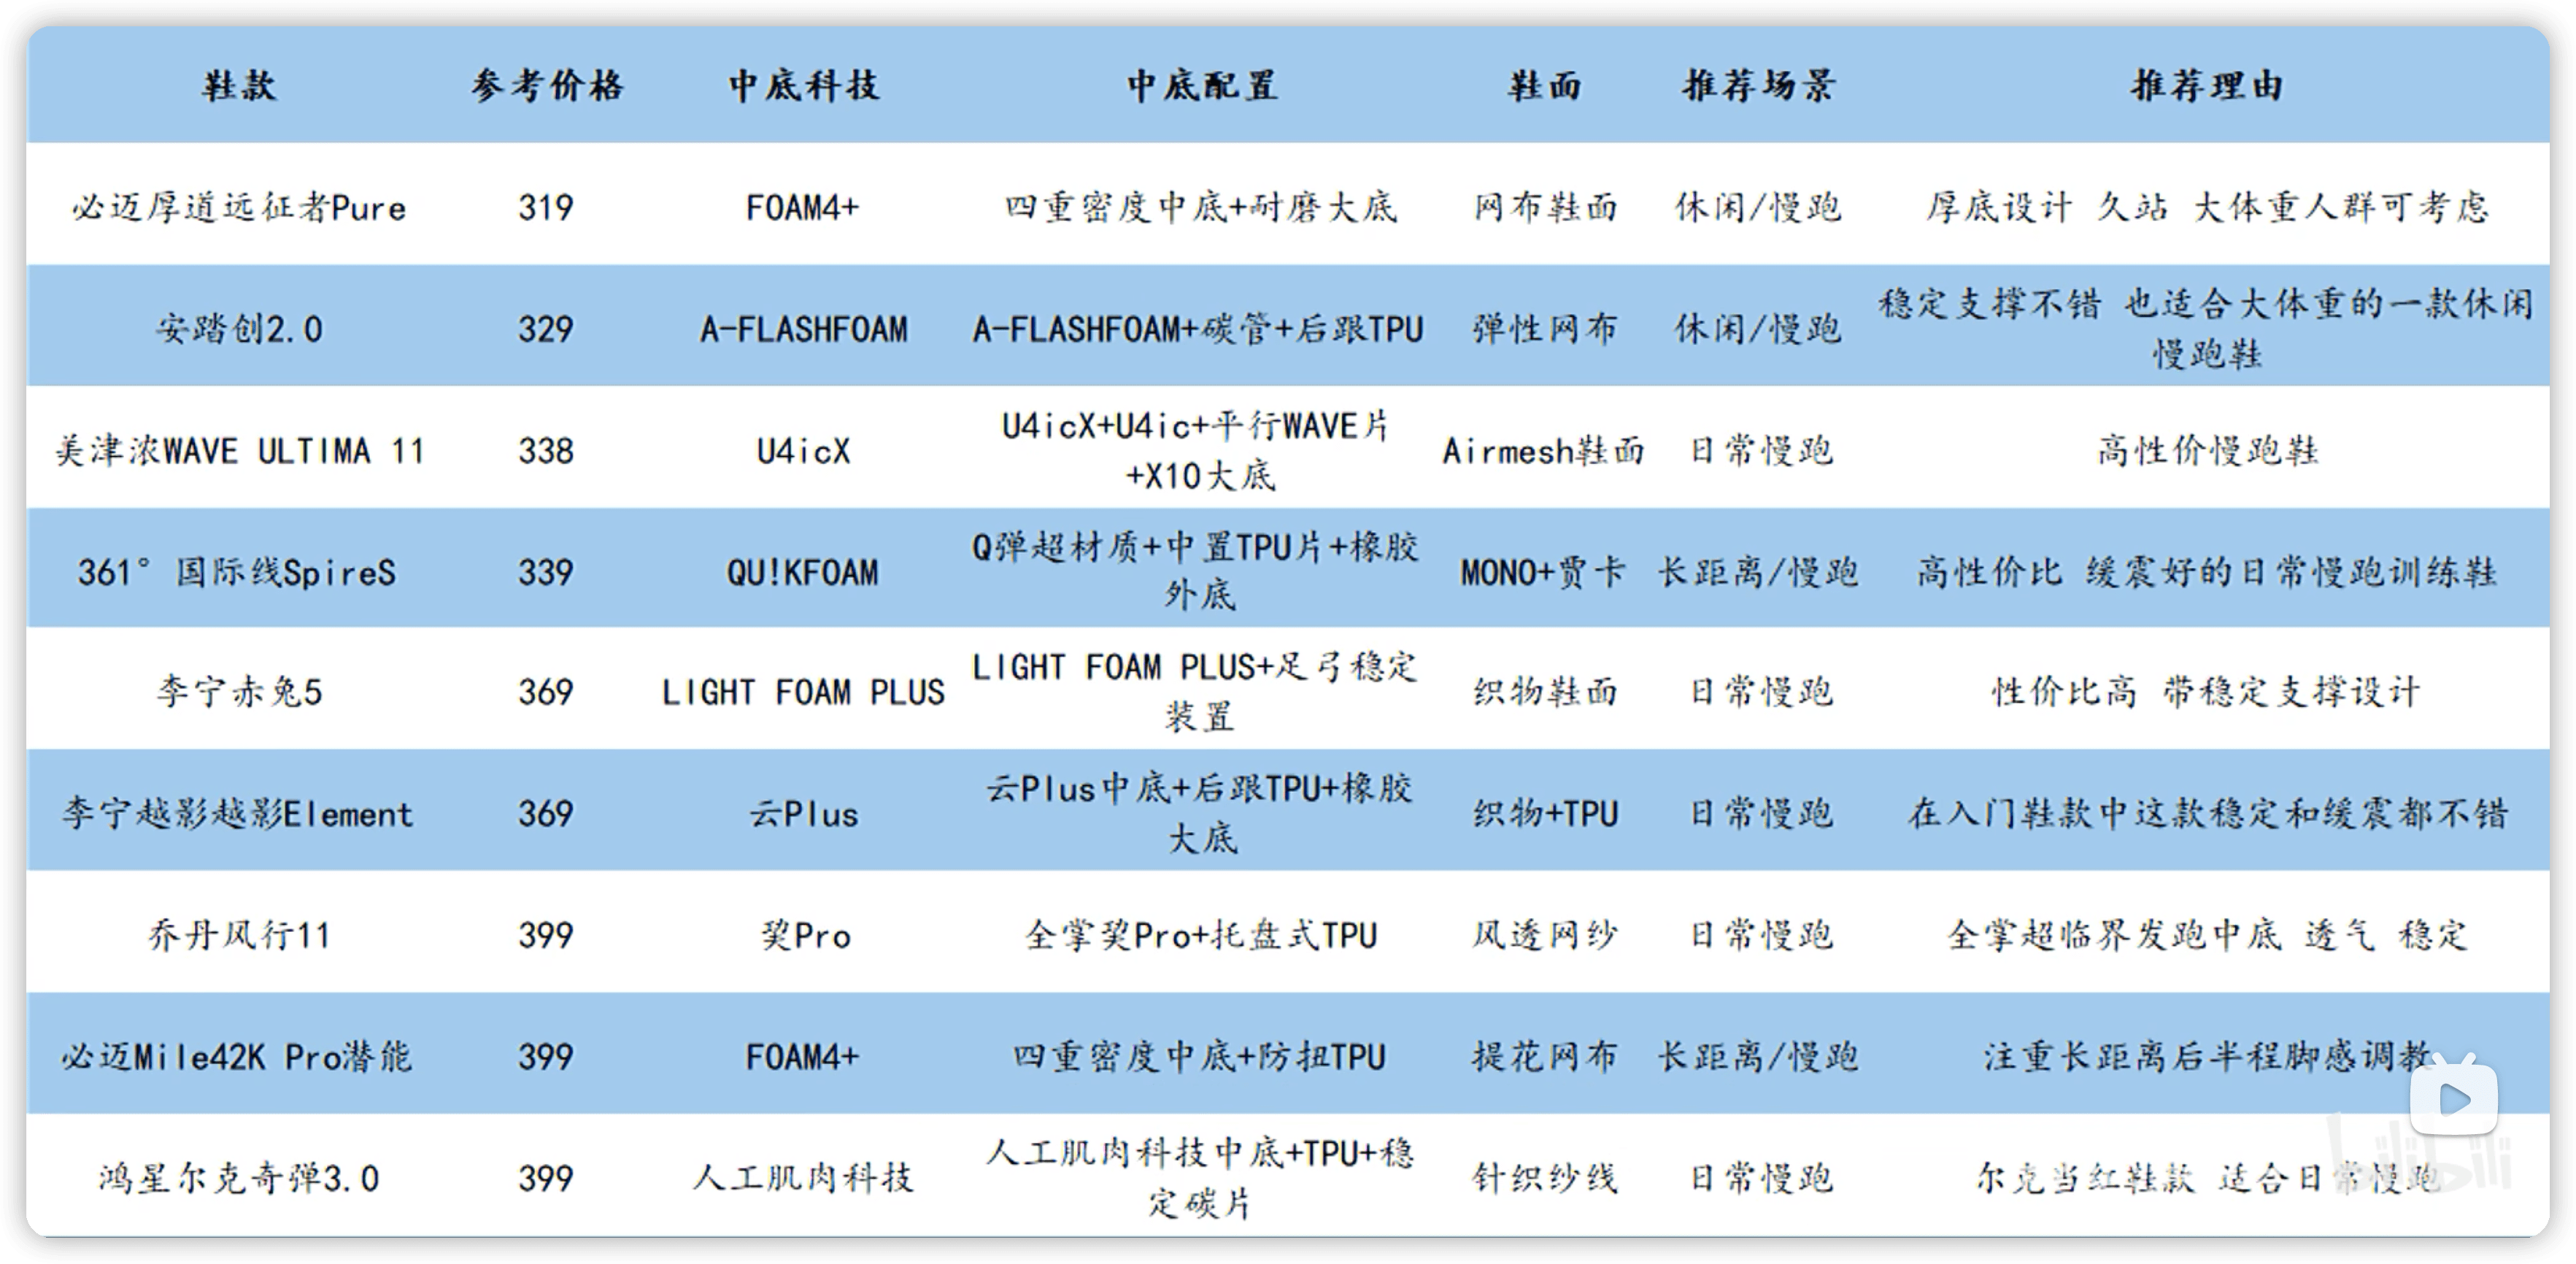 鞋款 参考价格 中底科技 中底配置 鞋面 推荐场景 推荐理由
必迈厚道远征者Pure 319 FOAM4+ 四重密度中底+耐磨大底 网布鞋面 休闲/慢跑 厚底设计 久站 大体重人群可考虑
安踏创2.0 329 A-FLASHFOAM A-FLASHFOAM+碳管+后跟TPU 弹性网布 休闲/慢跑 稳定支撑不错 也适合大体重的一款休闲
慢跑鞋
美津浓WAVE ULTIMA 11 338 U4icX U4icX+U4ic+平行WAVE片
+X10大底 Airmesh鞋面 日常慢跑 高性价慢跑鞋
361°国际线SpireS 339 QU!KFOAM Q弹超材质+中置TPU片+橡胶
外底 MONO+贾卡 长距离/慢跑 高性价比 缓震好的日常慢跑训练鞋
李宁赤兔5 369 LIGHT FOAM PLUS LIGHT FOAM PLUS+足弓稳定
装置 织物鞋面 日常慢跑 性价比高 带稳定支撑设计
李宁越影越影Element 369 云Plus 云Plus中底+后跟TPU+橡胶
大底 织物+TPU 日常慢跑 在入门鞋款中这款稳定和缓震都不错
乔丹风行11 399 巭Pro 全掌巭Pro+托盘式TPU 风透网纱 日常慢跑 全掌超临界发跑中底 透气 稳定
必迈Mile42K Pro潜能 399 FOAM4+ 四重密度中底+防扭TPU 提花网布 长距离/慢跑 注重长距离后半程脚感调教
鸿星尔克奇弹3.0 399 人工肌肉科技 人工肌肉科技中底+TPU+稳
定碳片 针织纱线 日常慢跑 尔克当红鞋款 适合日常慢跑
bilibili